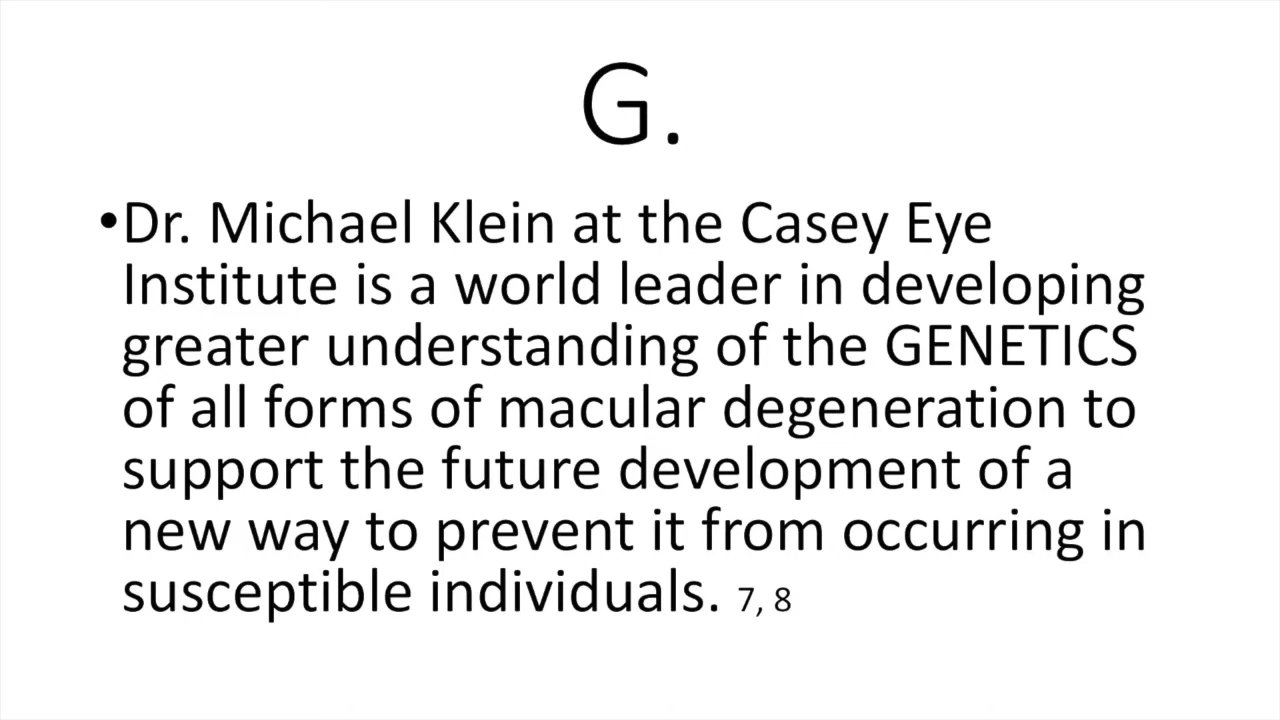 G.
•Dr. Michael Klein at the Casey Eye
Institute is a world leader in developing
greater understanding of the GENETICS
of all forms of macular degeneration to
support the future development of a
new way to prevent it from occurring in
susceptible individuals. 7, 8